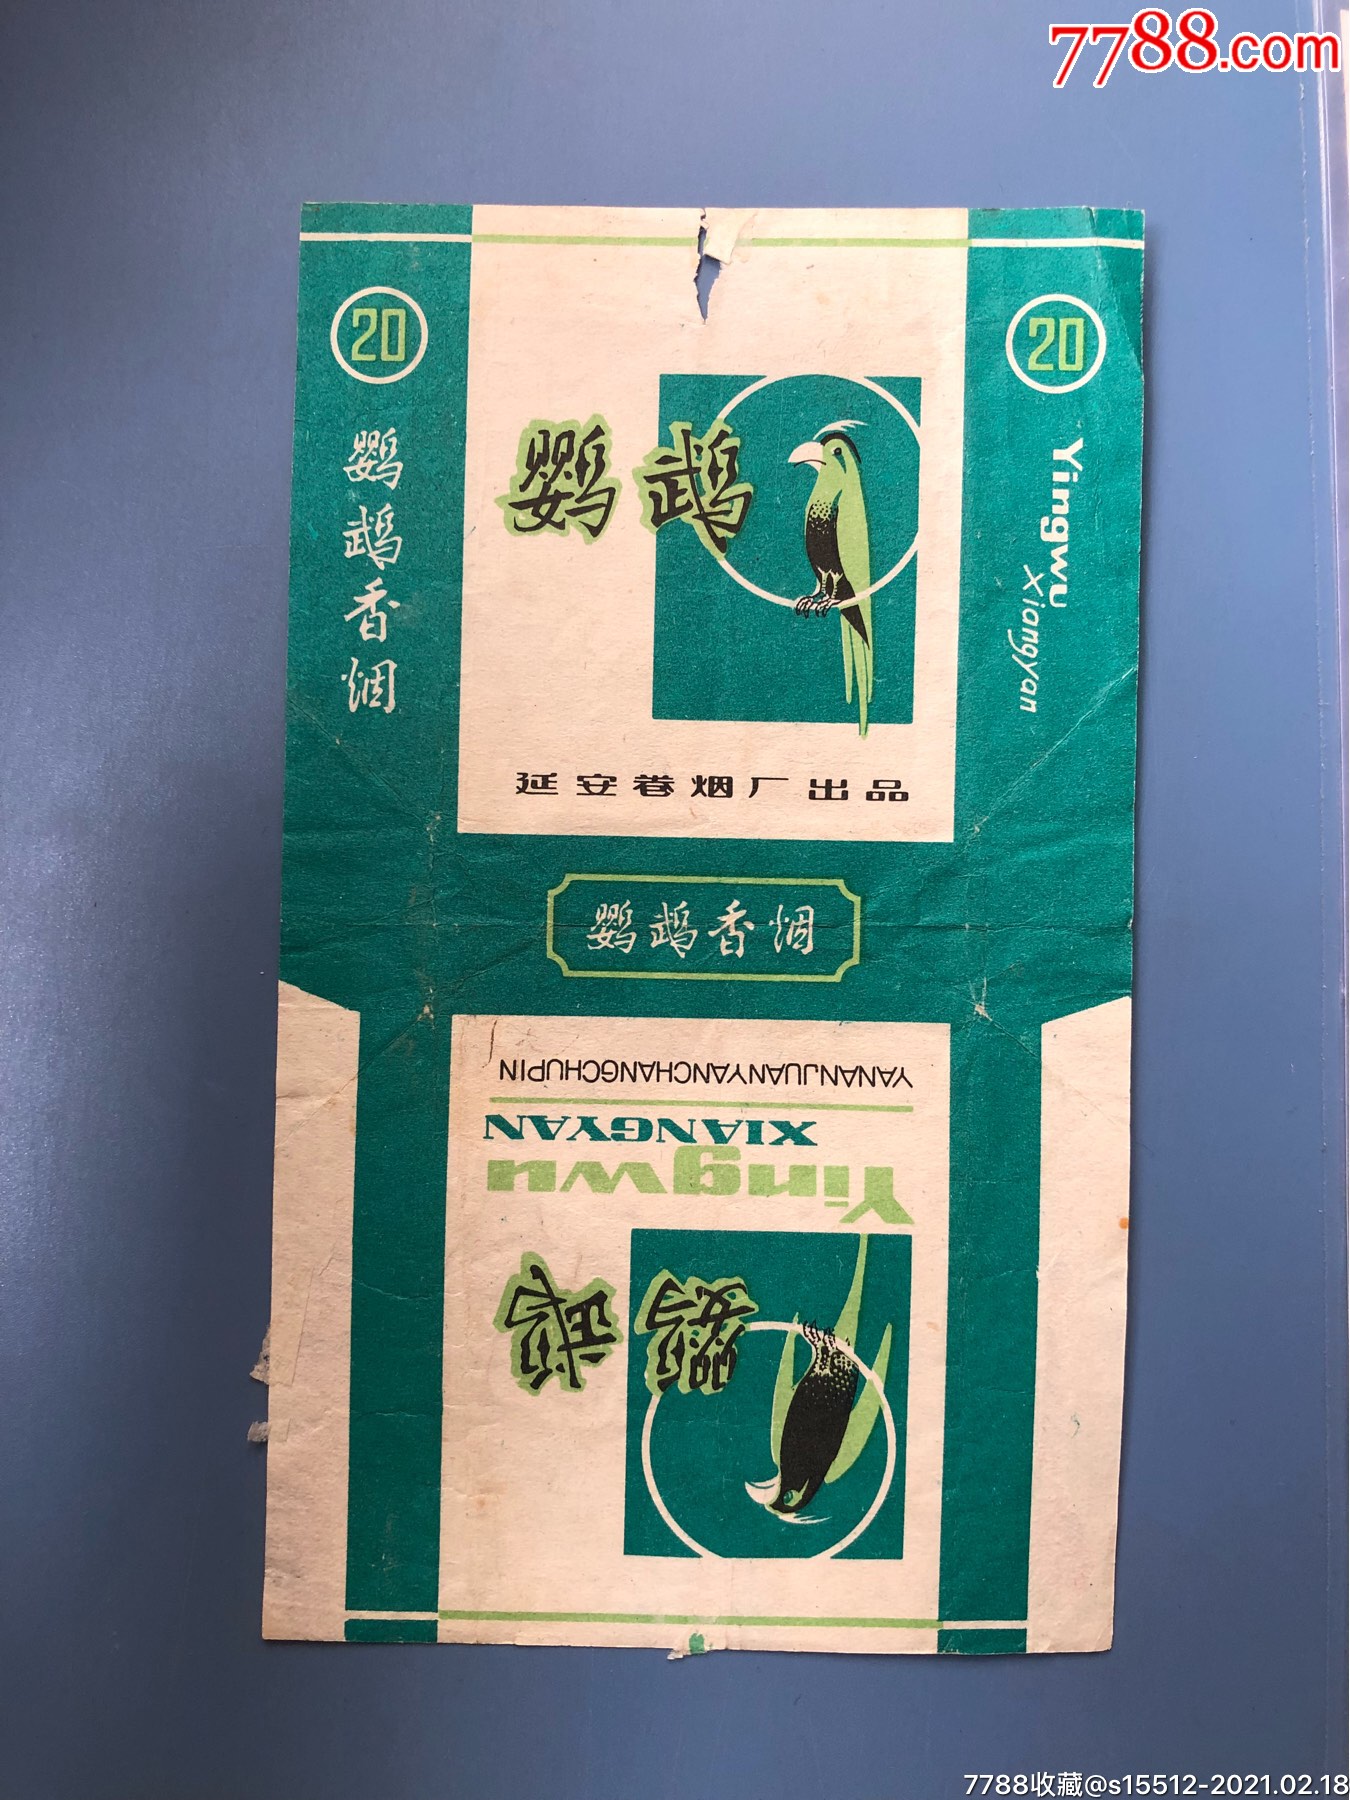 7788.com
20
鹦鹉香烟
鹦鹉
延安卷烟厂出品
20
Yingwu
Xiangyan
鹦鹉香烟
YANANJUANYANCHANGCHUPIN
XIANGYAN
Yingwu
鹦鹉
7788收藏@s15512-2021.02.18